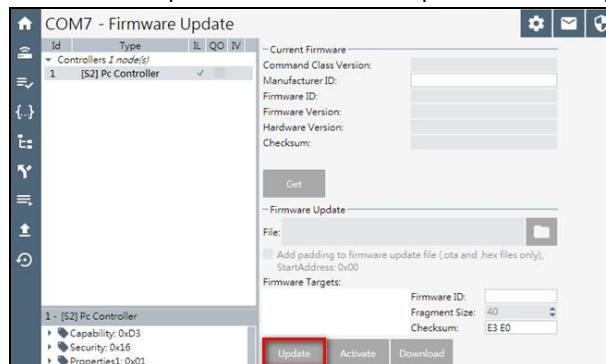 COM7 - Firmware Update
Id Type IL QO IV
Controllers 1 node(s)
1 [S2] Pc Controller
Current Firmware
Command Class Version:
Manufacturer ID:
Firmware ID:
Firmware Version:
Hardware Version:
Checksum:
Get
Firmware Update
File:
Add padding to firmware update file (.ota and .hex files only),
StartAddress: 0x00
Firmware Targets:
Firmware ID:
Fragment Size: 40
Checksum: E3 E0
Update Activate Download
1 - [S2] Pc Controller
Capability: 0xD3
Security: 0x16
Properties1: 0x01